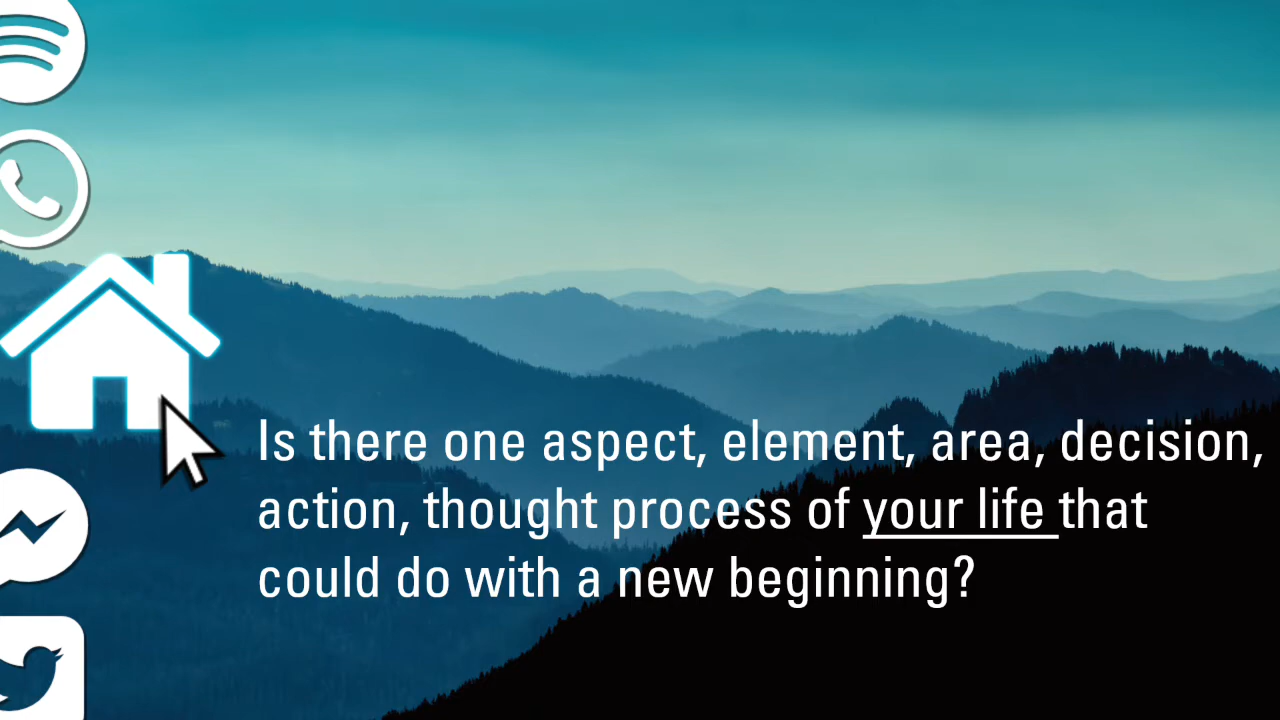 Is there one aspect, element, area, decision,
action, thought process of your life that
could do with a new beginning?